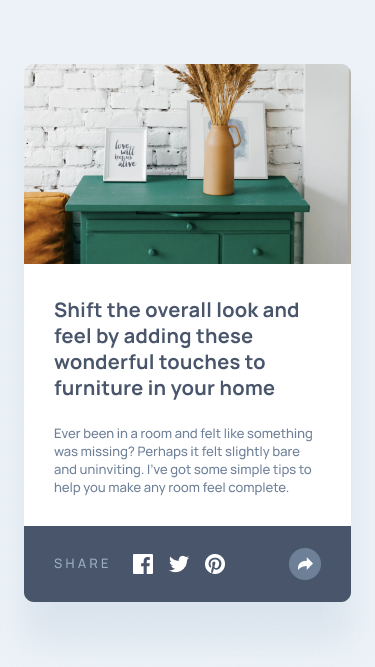 love
will
begin
alive
Shift the overall look and
feel by adding these
wonderful touches to
furniture in your home
Ever been in a room and felt like something
was missing? Perhaps it felt slightly bare
and uninviting. I’ve got some simple tips to
help you make any room feel complete.
SHARE